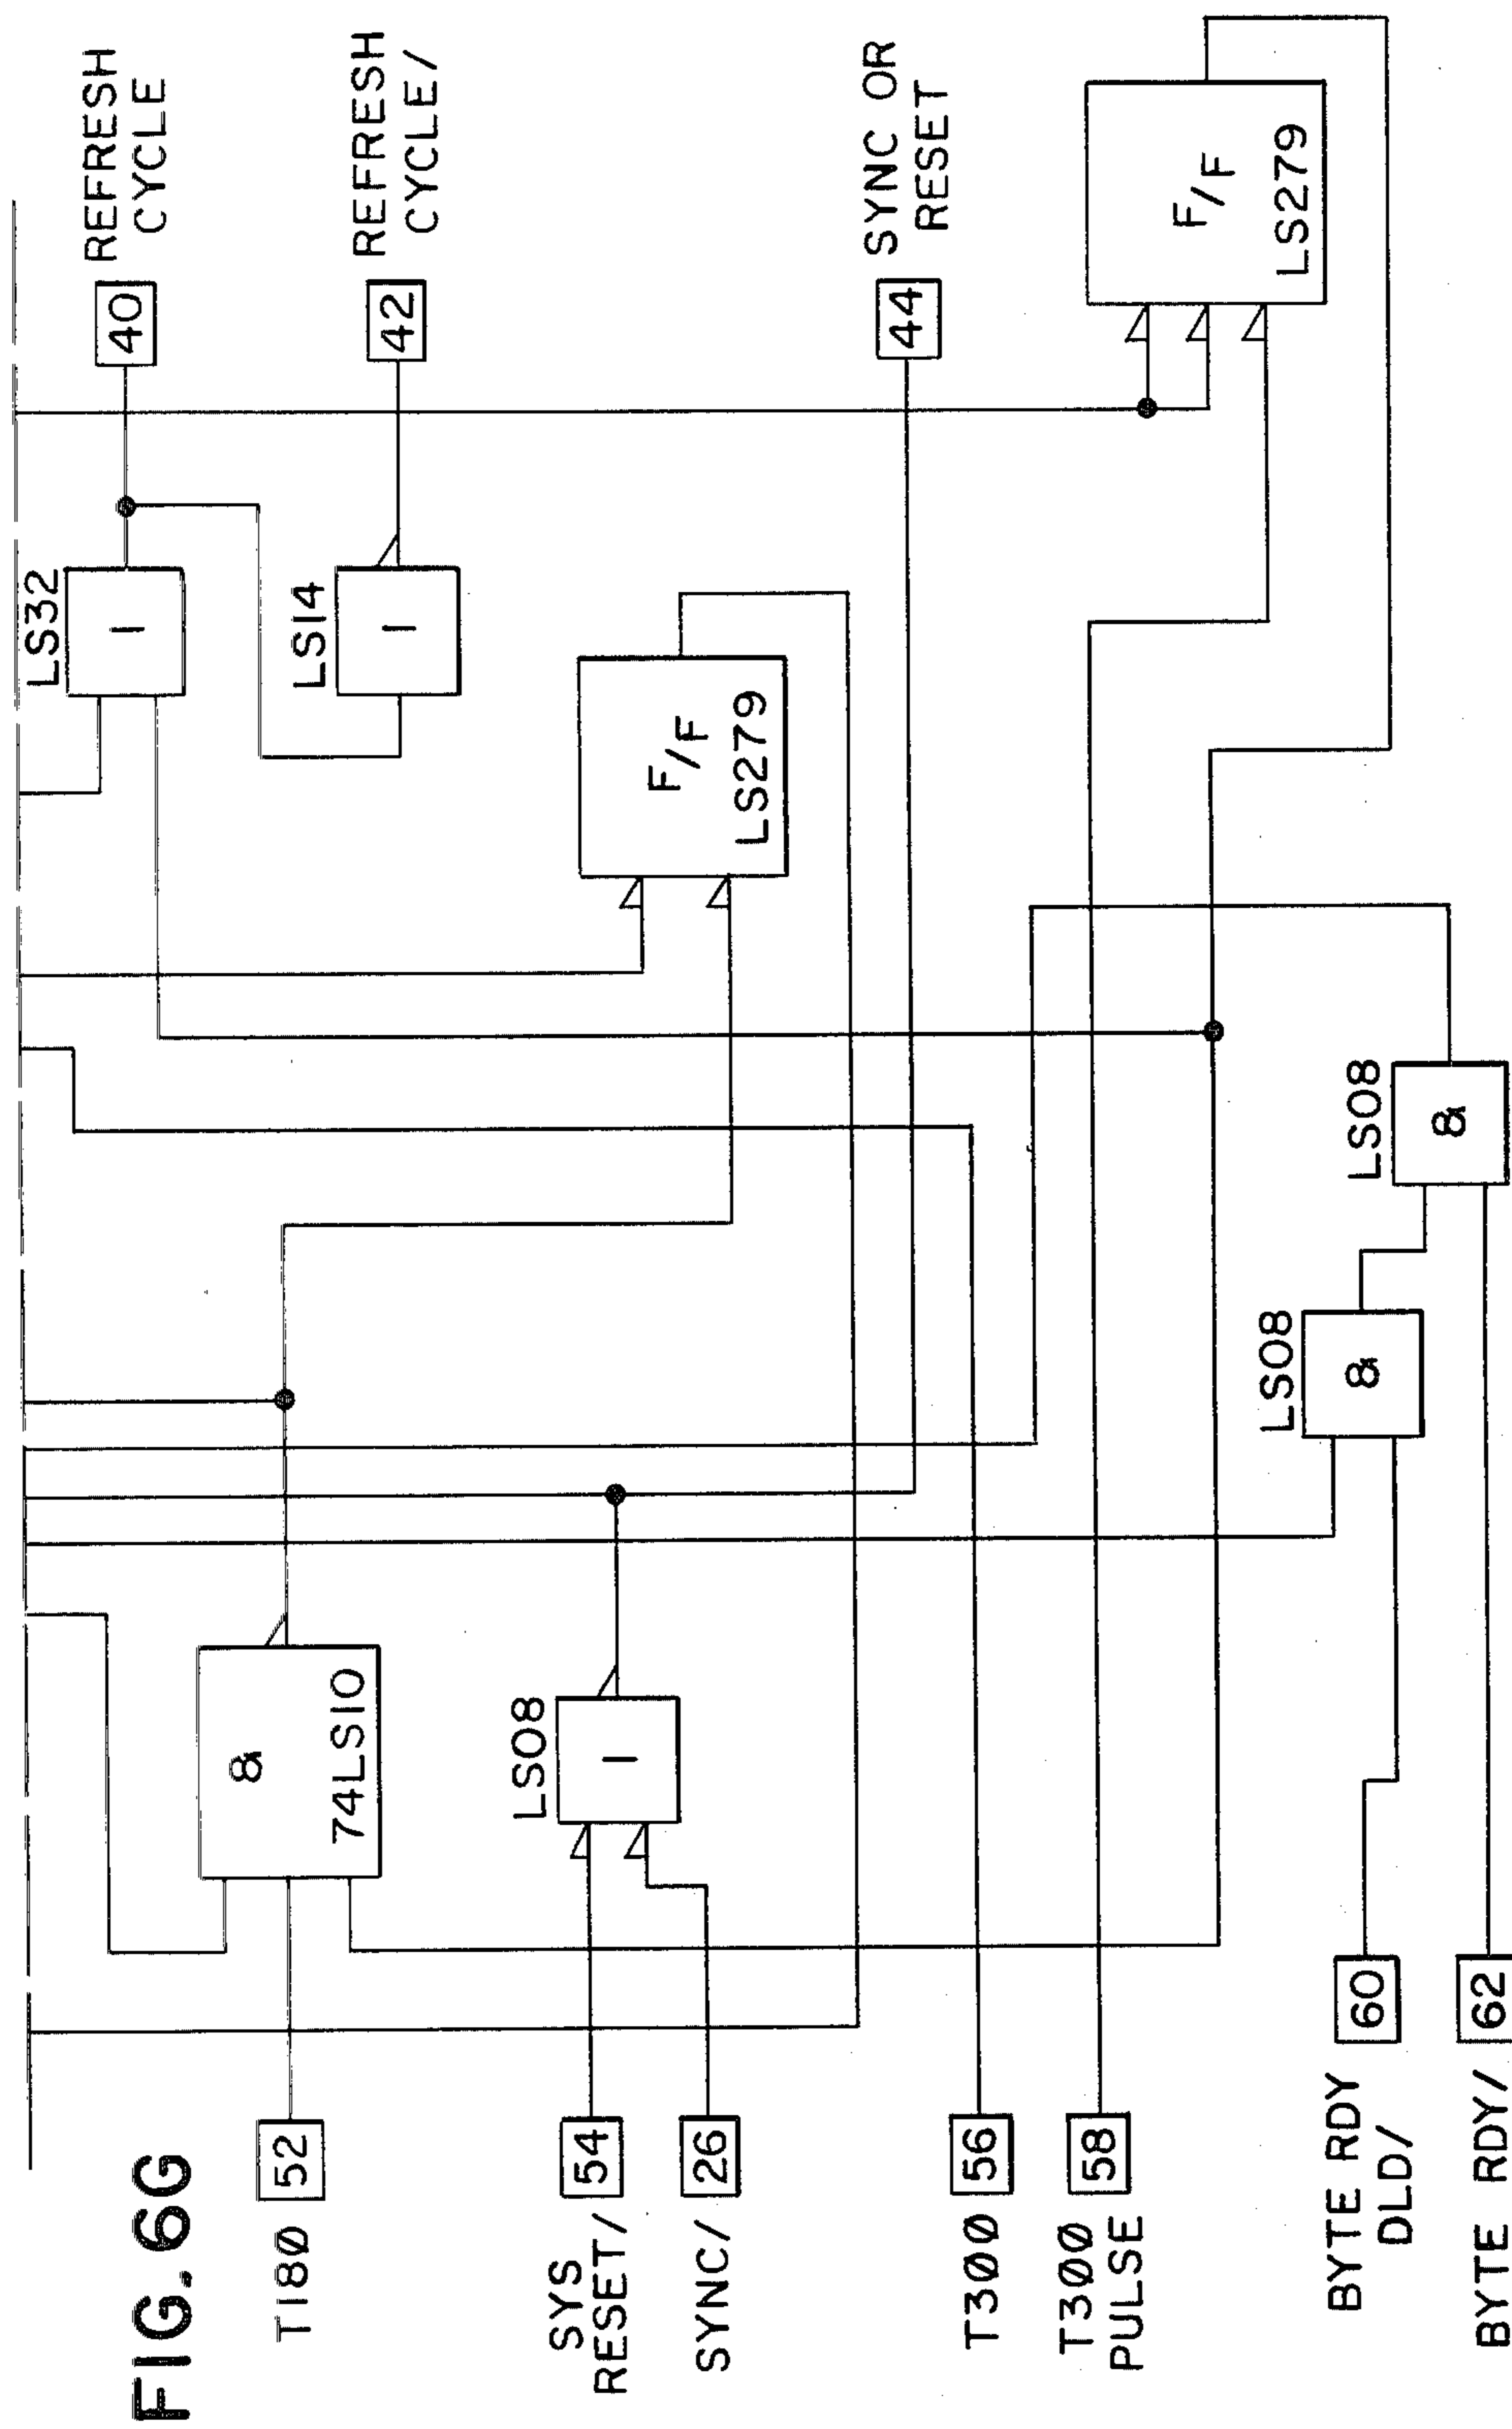 FIG. 6G
T180
52
SYS
RESET/
54
SYNC/
26
T300
56
T300
PULSE
58
BYTE RDY
DLD/
60
BYTE RDY/
62
&
74LS10
LS08
1
LS08
&
LS08
&
F/F
LS279
LS32
1
LS14
1
F/F
LS279
40
REFRESH
CYCLE
42
REFRESH
CYCLE/
44
SYNC OR
RESET